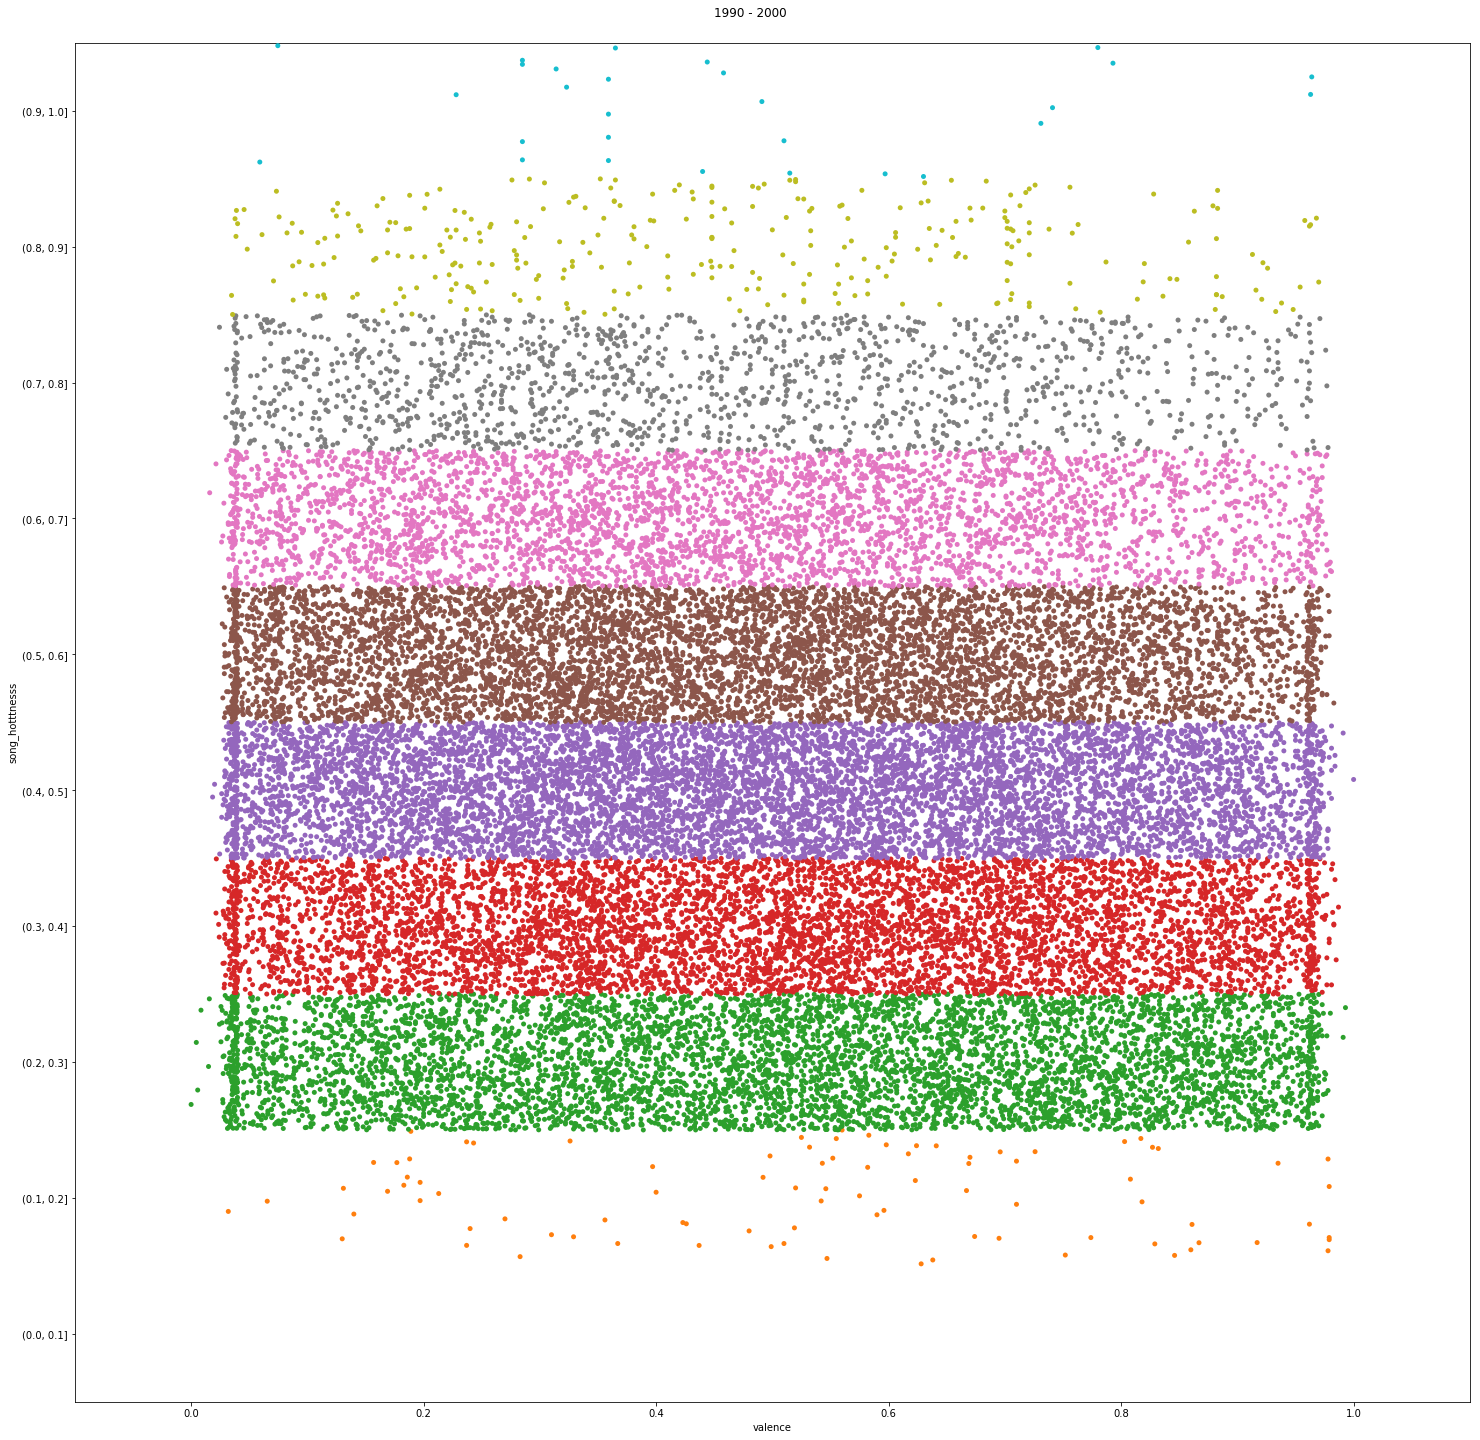 1990 - 2000
(0.9, 1.0]
(0.8, 0.9]
(0.7, 0.8]
(0.6, 0.7]
(0.5, 0.6]
(0.4, 0.5]
(0.3, 0.4]
(0.2, 0.3]
(0.1, 0.2]
(0.0, 0.1]
song_hotttnesss
0.0 0.2 0.4 0.6 0.8 1.0
valence